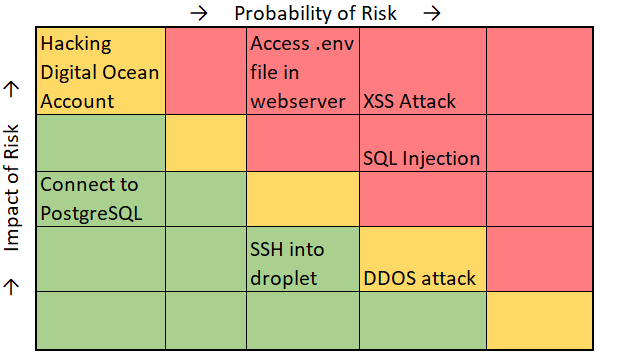 → Probability of Risk →
→ Impact of Risk →
Hacking
Digital Ocean
Account
Access .env
file in
webserver
XSS Attack
SQL Injection
Connect to
PostgreSQL
SSH into
droplet
DDOS attack